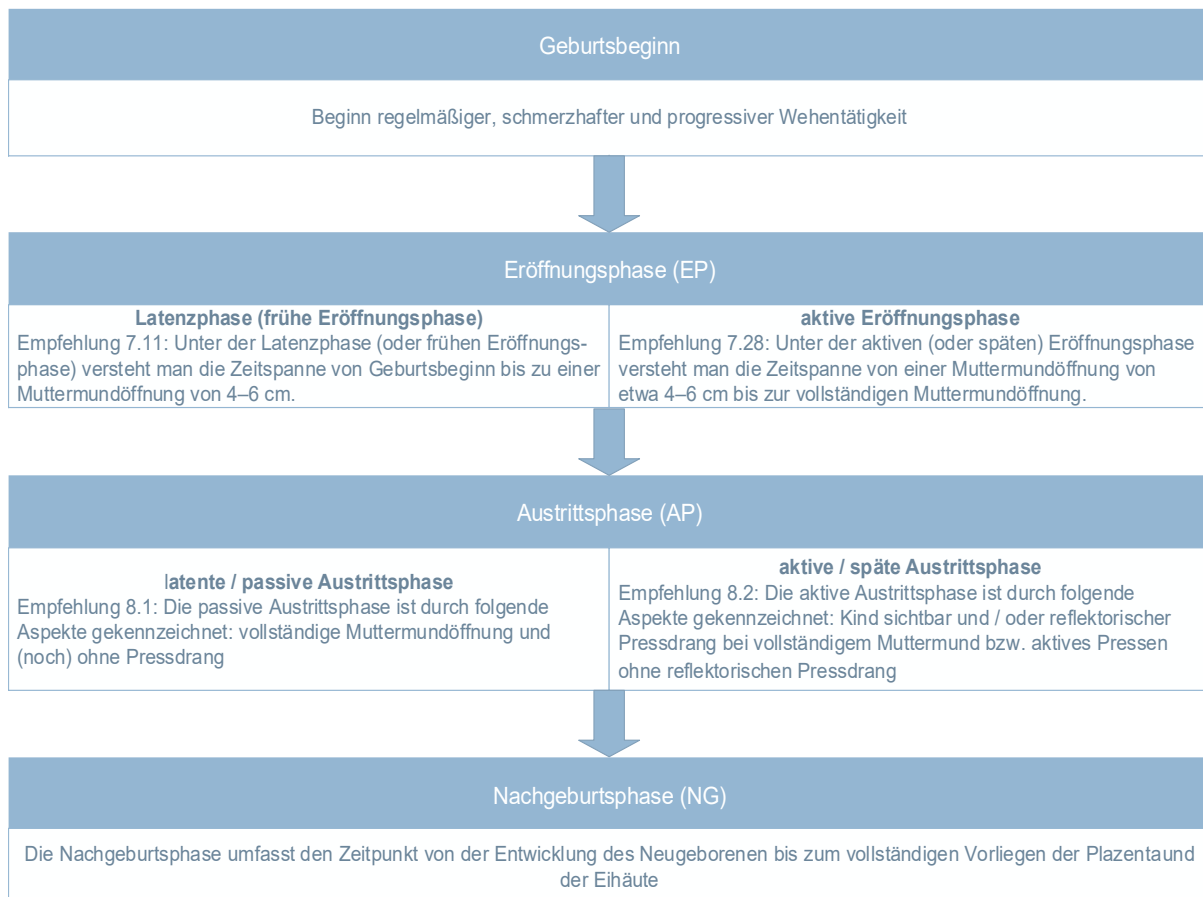 Geburtsbeginn
Beginn regelmäßiger, schmerzhafter und progressiver Wehentätigkeit
Eröffnungsphase (EP)
Latenzphase (frühe Eröffnungsphase)
Empfehlung 7.11: Unter der Latenzphase (oder frühen Eröffnungs-
phase) versteht man die Zeitspanne von Geburtsbeginn bis zu einer
Muttermundöffnung von 4–6 cm.
aktive Eröffnungsphase
Empfehlung 7.28: Unter der aktiven (oder späten) Eröffnungsphase
versteht man die Zeitspanne von einer Muttermundöffnung von
etwa 4–6 cm bis zur vollständigen Muttermundöffnung.
Austrittsphase (AP)
latente / passive Austrittsphase
Empfehlung 8.1: Die passive Austrittsphase ist durch folgende
Aspekte gekennzeichnet: vollständige Muttermundöffnung und
(noch) ohne Pressdrang
aktive / späte Austrittsphase
Empfehlung 8.2: Die aktive Austrittsphase ist durch folgende
Aspekte gekennzeichnet: Kind sichtbar und / oder reflektorischer
Pressdrang bei vollständigem Muttermund bzw. aktives Pressen
ohne reflektorischen Pressdrang
Nachgeburtsphase (NG)
Die Nachgeburtsphase umfasst den Zeitpunkt von der Entwicklung des Neugeborenen bis zum vollständigen Vorliegen der Plazentaund
der Eihäute